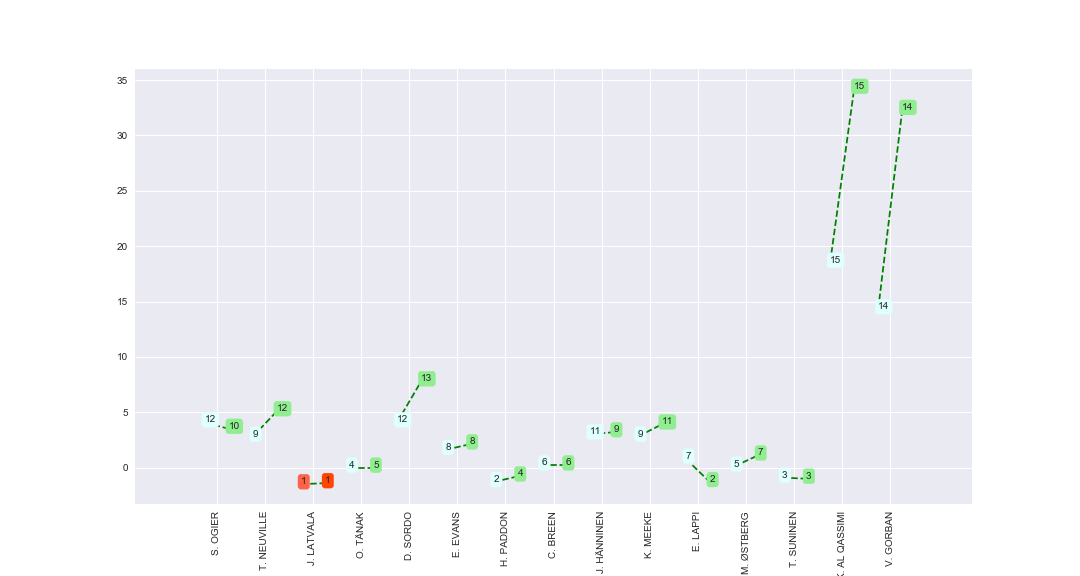 35
30
25
20
15
10
5
0
12
10
9
12
1
1
4
5
12
13
8
8
2
4
6
6
11
9
9
11
7
2
5
7
3
3
15
15
14
14
S. OGIER
T. NEUVILLE
J. LATVALA
O. TÄNAK
D. SORDO
E. EVANS
H. PADDON
C. BREEN
J. HÄNNINEN
K. MEEKE
E. LAPPI
M. ØSTBERG
T. SUNINEN
K. AL QASSIMI
V. GORBAN